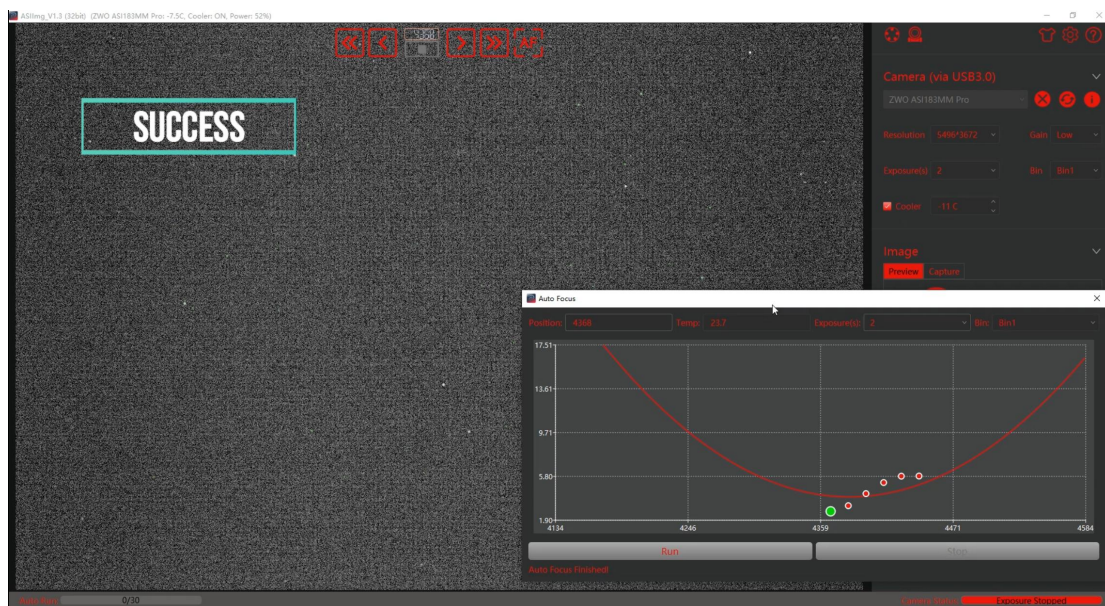 ASIImg_V1.3 (32bit) (ZWO ASI183MM Pro: -7.5C, Cooler: ON, Power: 52%)
AF
SUCCESS
Camera (via USB3.0)
ZWO ASI183MM Pro
Resolution 5496*3672 Gain Low
Exposure(s) 2 Bin Bin1
Cooler -11 C
Image
Preview Capture
Auto Focus
Position: 4368 Temp: 23.7 Exposure(s): 2 Bin: Bin1
17.51
13.61
9.71
5.80
1.90
4134 4246 4359 4471 4584
Run Stop
Auto Focus Finished!
0/30 Exposure Stopped